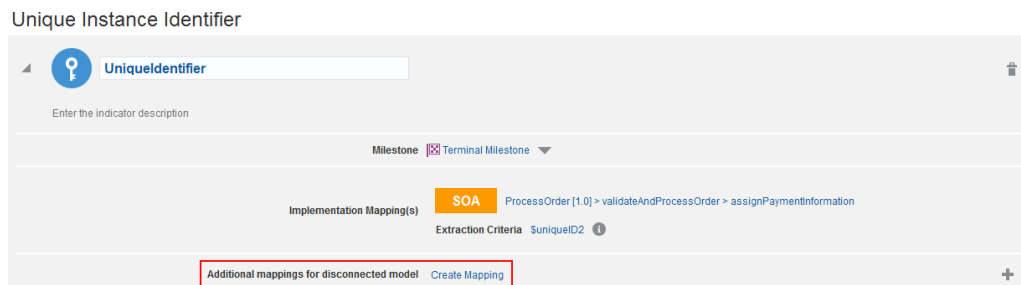 Unique Instance Identifier
UniqueIdentifier
Enter the indicator description
Milestone Terminal Milestone
Implementation Mapping(s) SOA ProcessOrder [1.0] > validateAndProcessOrder > assignPaymentInformation
Extraction Criteria $uniqueID2
Additional mappings for disconnected model Create Mapping